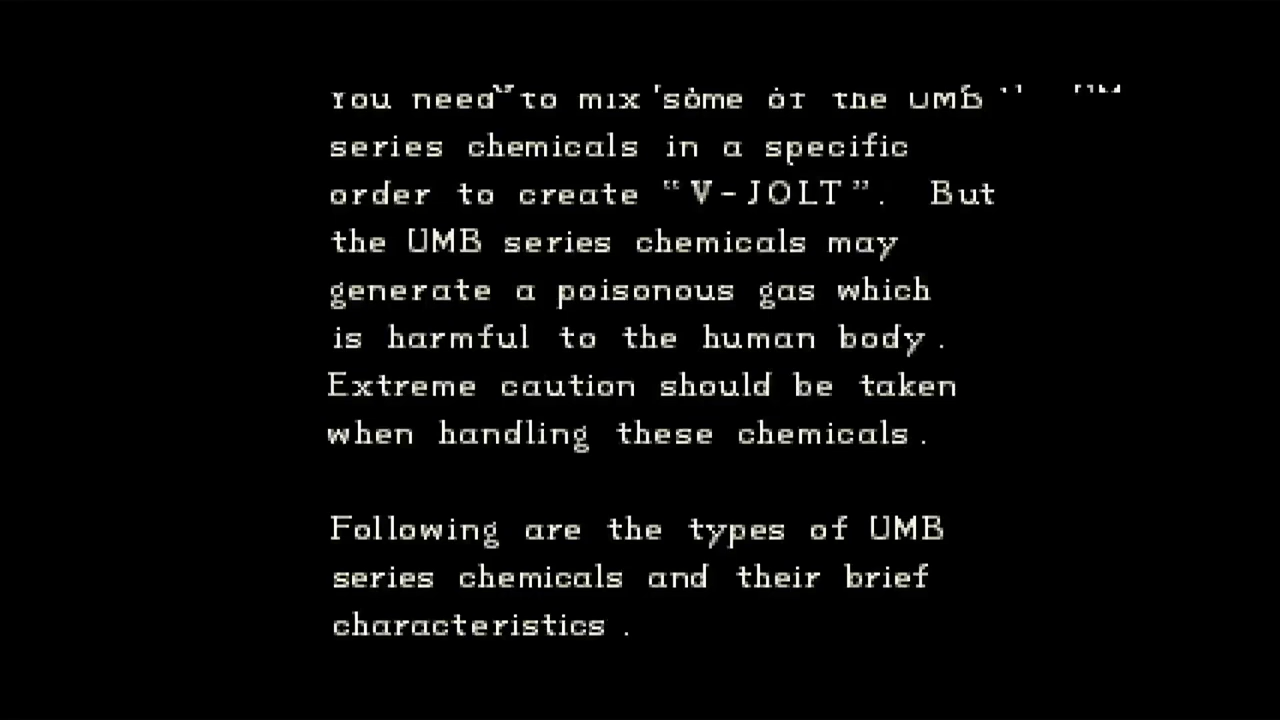 You need to mix some of the UMB
series chemicals in a specific
order to create "V-JOLT". But
the UMB series chemicals may
generate a poisonous gas which
is harmful to the human body.
Extreme caution should be taken
when handling these chemicals.
Following are the types of UMB
series chemicals and their brief
characteristics.